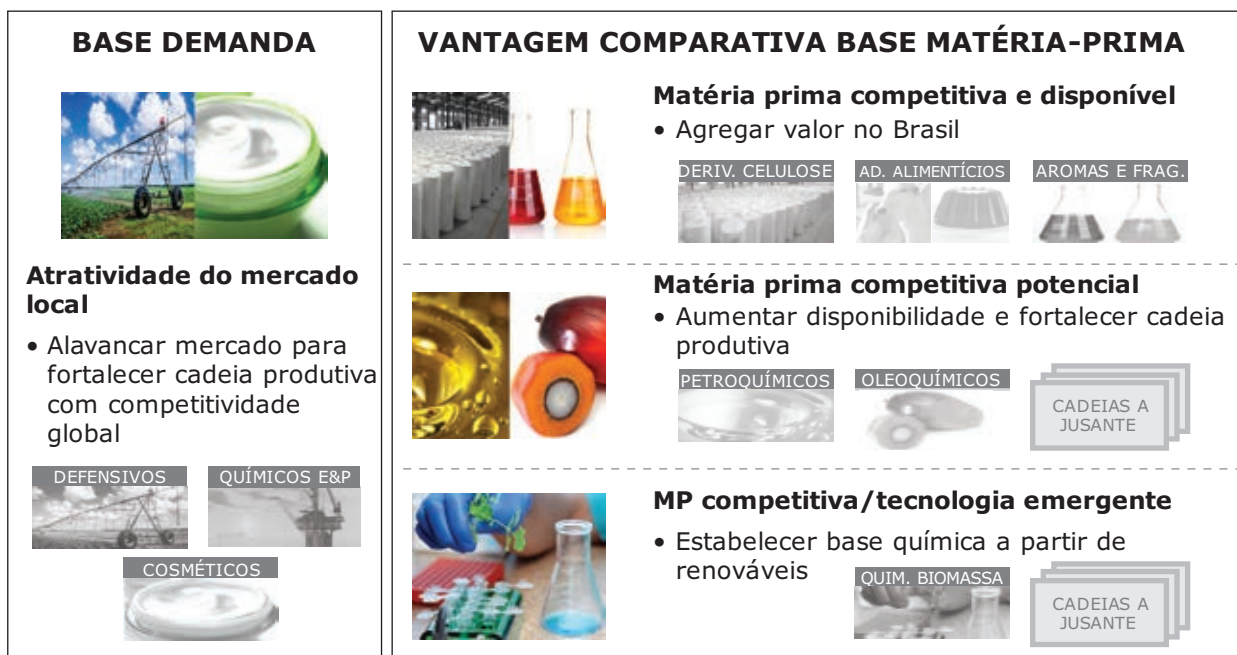 BASE DEMANDA
Atratividade do mercado
local
• Alavancar mercado para
fortalecer cadeia produtiva
com competitividade
global
DEFENSIVOS
QUÍMICOS E&P
COSMÉTICOS
VANTAGEM COMPARATIVA BASE MATÉRIA-PRIMA
Matéria prima competitiva e disponível
• Agregar valor no Brasil
DERIV. CELULOSE
AD. ALIMENTÍCIOS
AROMAS E FRAG.
Matéria prima competitiva potencial
• Aumentar disponibilidade e fortalecer cadeia
produtiva
PETROQUÍMICOS
OLEOQUÍMICOS
CADEIAS A
JUSANTE
MP competitiva/tecnologia emergente
• Estabelecer base química a partir de
renováveis
QUIM. BIOMASSA
CADEIAS A
JUSANTE